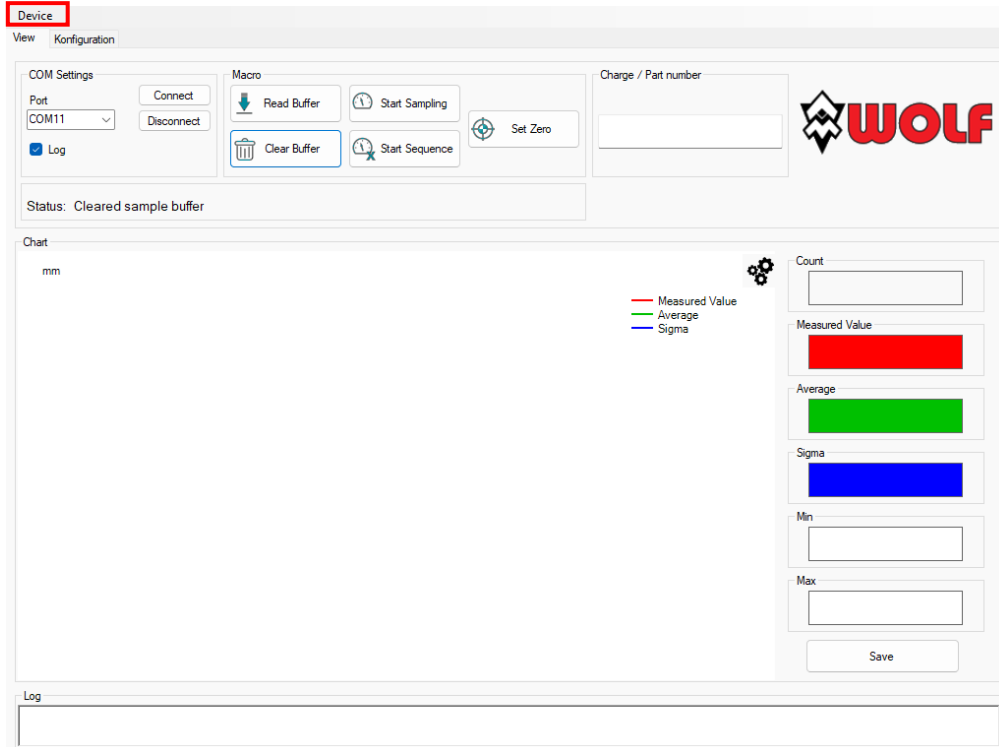 Device
View Konfiguration
COM Settings
Port
COM11
Connect
Disconnect
Log
Macro
Read Buffer
Start Sampling
Clear Buffer
Start Sequence
Set Zero
Charge / Part number
WOLF
Status: Cleared sample buffer
Chart
mm
Measured Value
Average
Sigma
Count
Measured Value
Average
Sigma
Min
Max
Save
Log